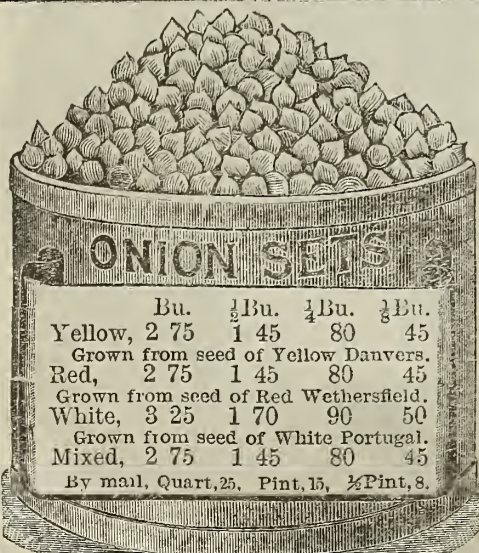 ONION SETS
Bu. ½Bu. ¼Bu. ⅛Bu.
Yellow, 2 75 1 45 80 45
Grown from seed of Yellow Danvers.
Red, 2 75 1 45 80 45
Grown from seed of Red Wethersfield.
White, 3 25 1 70 90 50
Grown from seed of White Portugal.
Mixed, 2 75 1 45 80 45
By mail, Quart, 25, Pint, 15, ½Pint, 8.